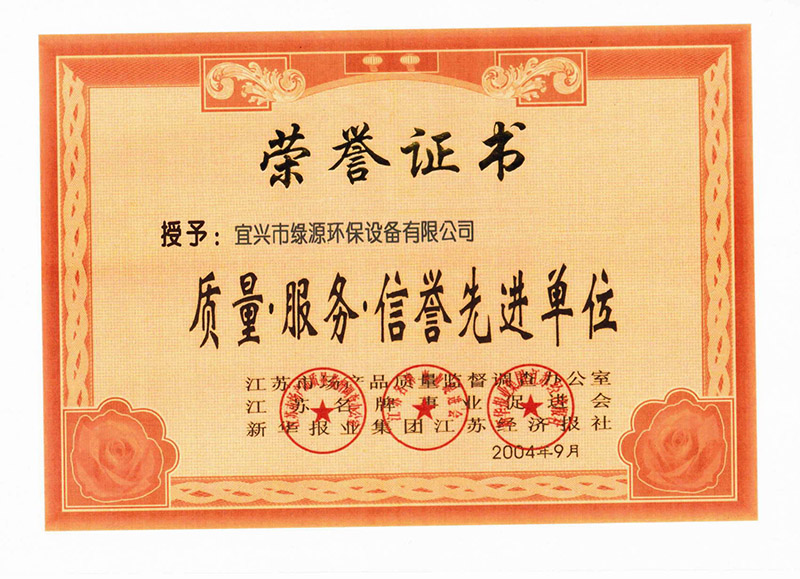 荣誉证书
授予：宜兴市绿源环保设备有限公司
质量·服务·信誉先进单位
江苏市场产品质量监督调查办公室
江苏名牌事业促进会
新华报业集团江苏经济报社
2004年9月